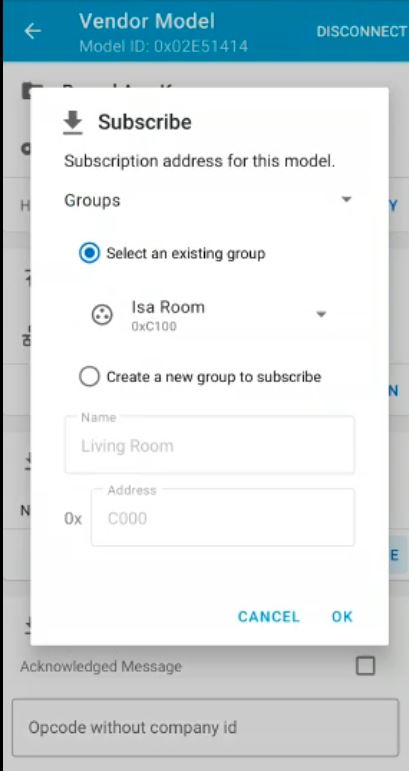 Vendor Model
Model ID: 0x02E51414
DISCONNECT
Subscribe
Subscription address for this model.
Groups
Select an existing group
Isa Room
0xC100
Create a new group to subscribe
Name
Living Room
Address
0x
C000
CANCEL
OK
Acknowledged Message
Opcode without company id